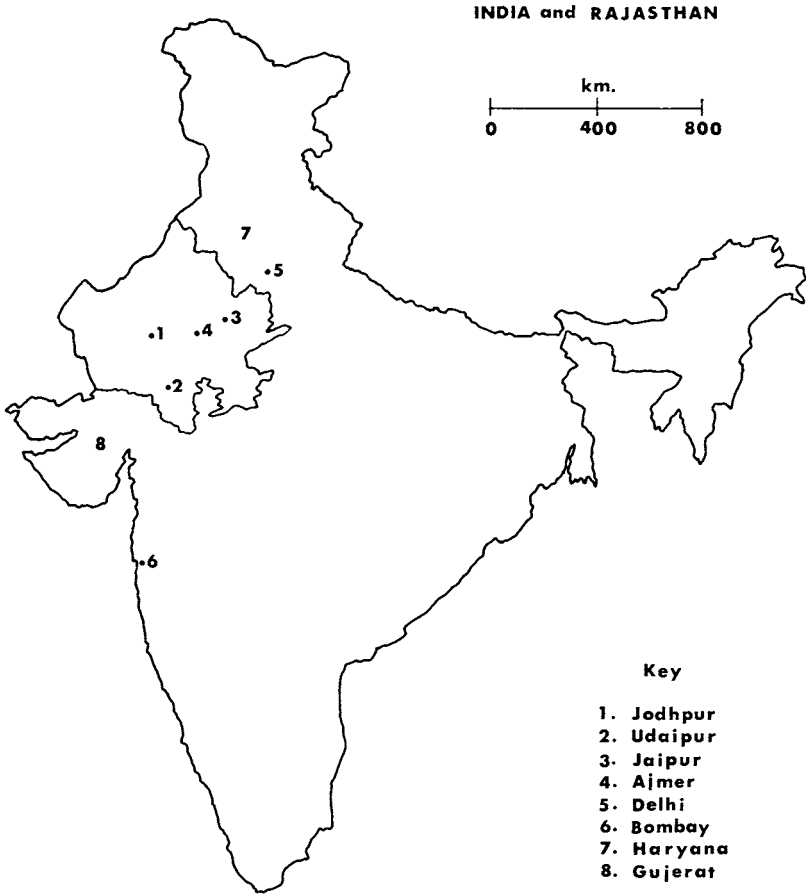 INDIA and RAJASTHAN
km.
0 400 800
7
5
3
1 4
2
8
6
Key
1. Jodhpur
2. Udaipur
3. Jaipur
4. Ajmer
5. Delhi
6. Bombay
7. Haryana
8. Gujerat